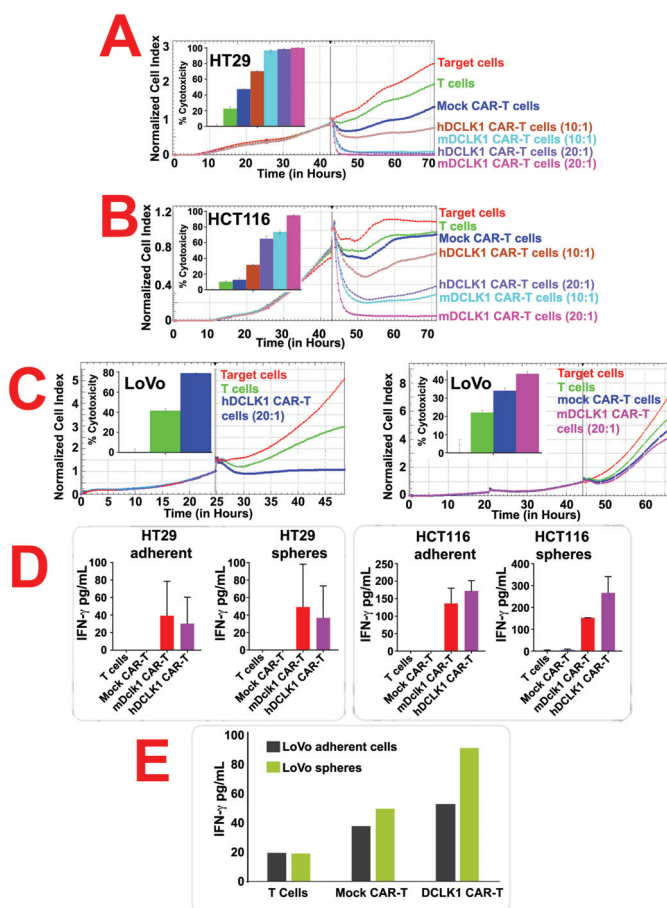 A
Normalized Cell Index
3
2
1
0
% Cytotoxicity
100
80
60
40
20
0
HT29
0
10
20
30
40
50
60
70
Time (in Hours)
Target cells
T cells
Mock CAR-T cells
hDCLK1 CAR-T cells (10:1)
mDCLK1 CAR-T cells (10:1)
hDCLK1 CAR-T cells (20:1)
mDCLK1 CAR-T cells (20:1)
B
Normalized Cell Index
1.2
0.8
0.4
0
% Cytotoxicity
100
80
60
40
20
0
HCT116
0
10
20
30
40
50
60
70
Time (in Hours)
Target cells
T cells
Mock CAR-T cells
hDCLK1 CAR-T cells (10:1)
hDCLK1 CAR-T cells (20:1)
mDCLK1 CAR-T cells (10:1)
mDCLK1 CAR-T cells (20:1)
C
Normalized Cell Index
5
4
3
2
1
0
% Cytotoxicity
80
60
40
20
0
LoVo
Target cells
T cells
hDCLK1 CAR-T
cells (20:1)
0
5
10
15
20
25
30
35
40
45
Time (in Hours)
Normalized Cell Index
8
6
4
2
0
% Cytotoxicity
40
30
20
10
0
LoVo
Target cells
T cells
mock CAR-T cells
mDCLK1 CAR-T cells
(20:1)
0
10
20
30
40
50
60
Time (in Hours)
D
HT29
adherent
IFN-γ pg/mL
100
80
60
40
20
0
T cells
Mock CAR-T
mDclk1 CAR-T
hDCLK1 CAR-T
HT29
spheres
IFN-γ pg/mL
100
80
60
40
20
0
T cells
Mock CAR-T
mDclk1 CAR-T
hDCLK1 CAR-T
HCT116
adherent
IFN-γ pg/mL
250
200
150
100
50
0
T cells
Mock CAR-T
mDclk1 CAR-T
hDCLK1 CAR-T
HCT116
spheres
IFN-γ pg/mL
400
300
200
100
0
T cells
Mock CAR-T
mDclk1 CAR-T
hDCLK1 CAR-T
E
IFN-γ pg/mL
100
80
60
40
20
0
LoVo adherent cells
LoVo spheres
T Cells
Mock CAR-T
DCLK1 CAR-T